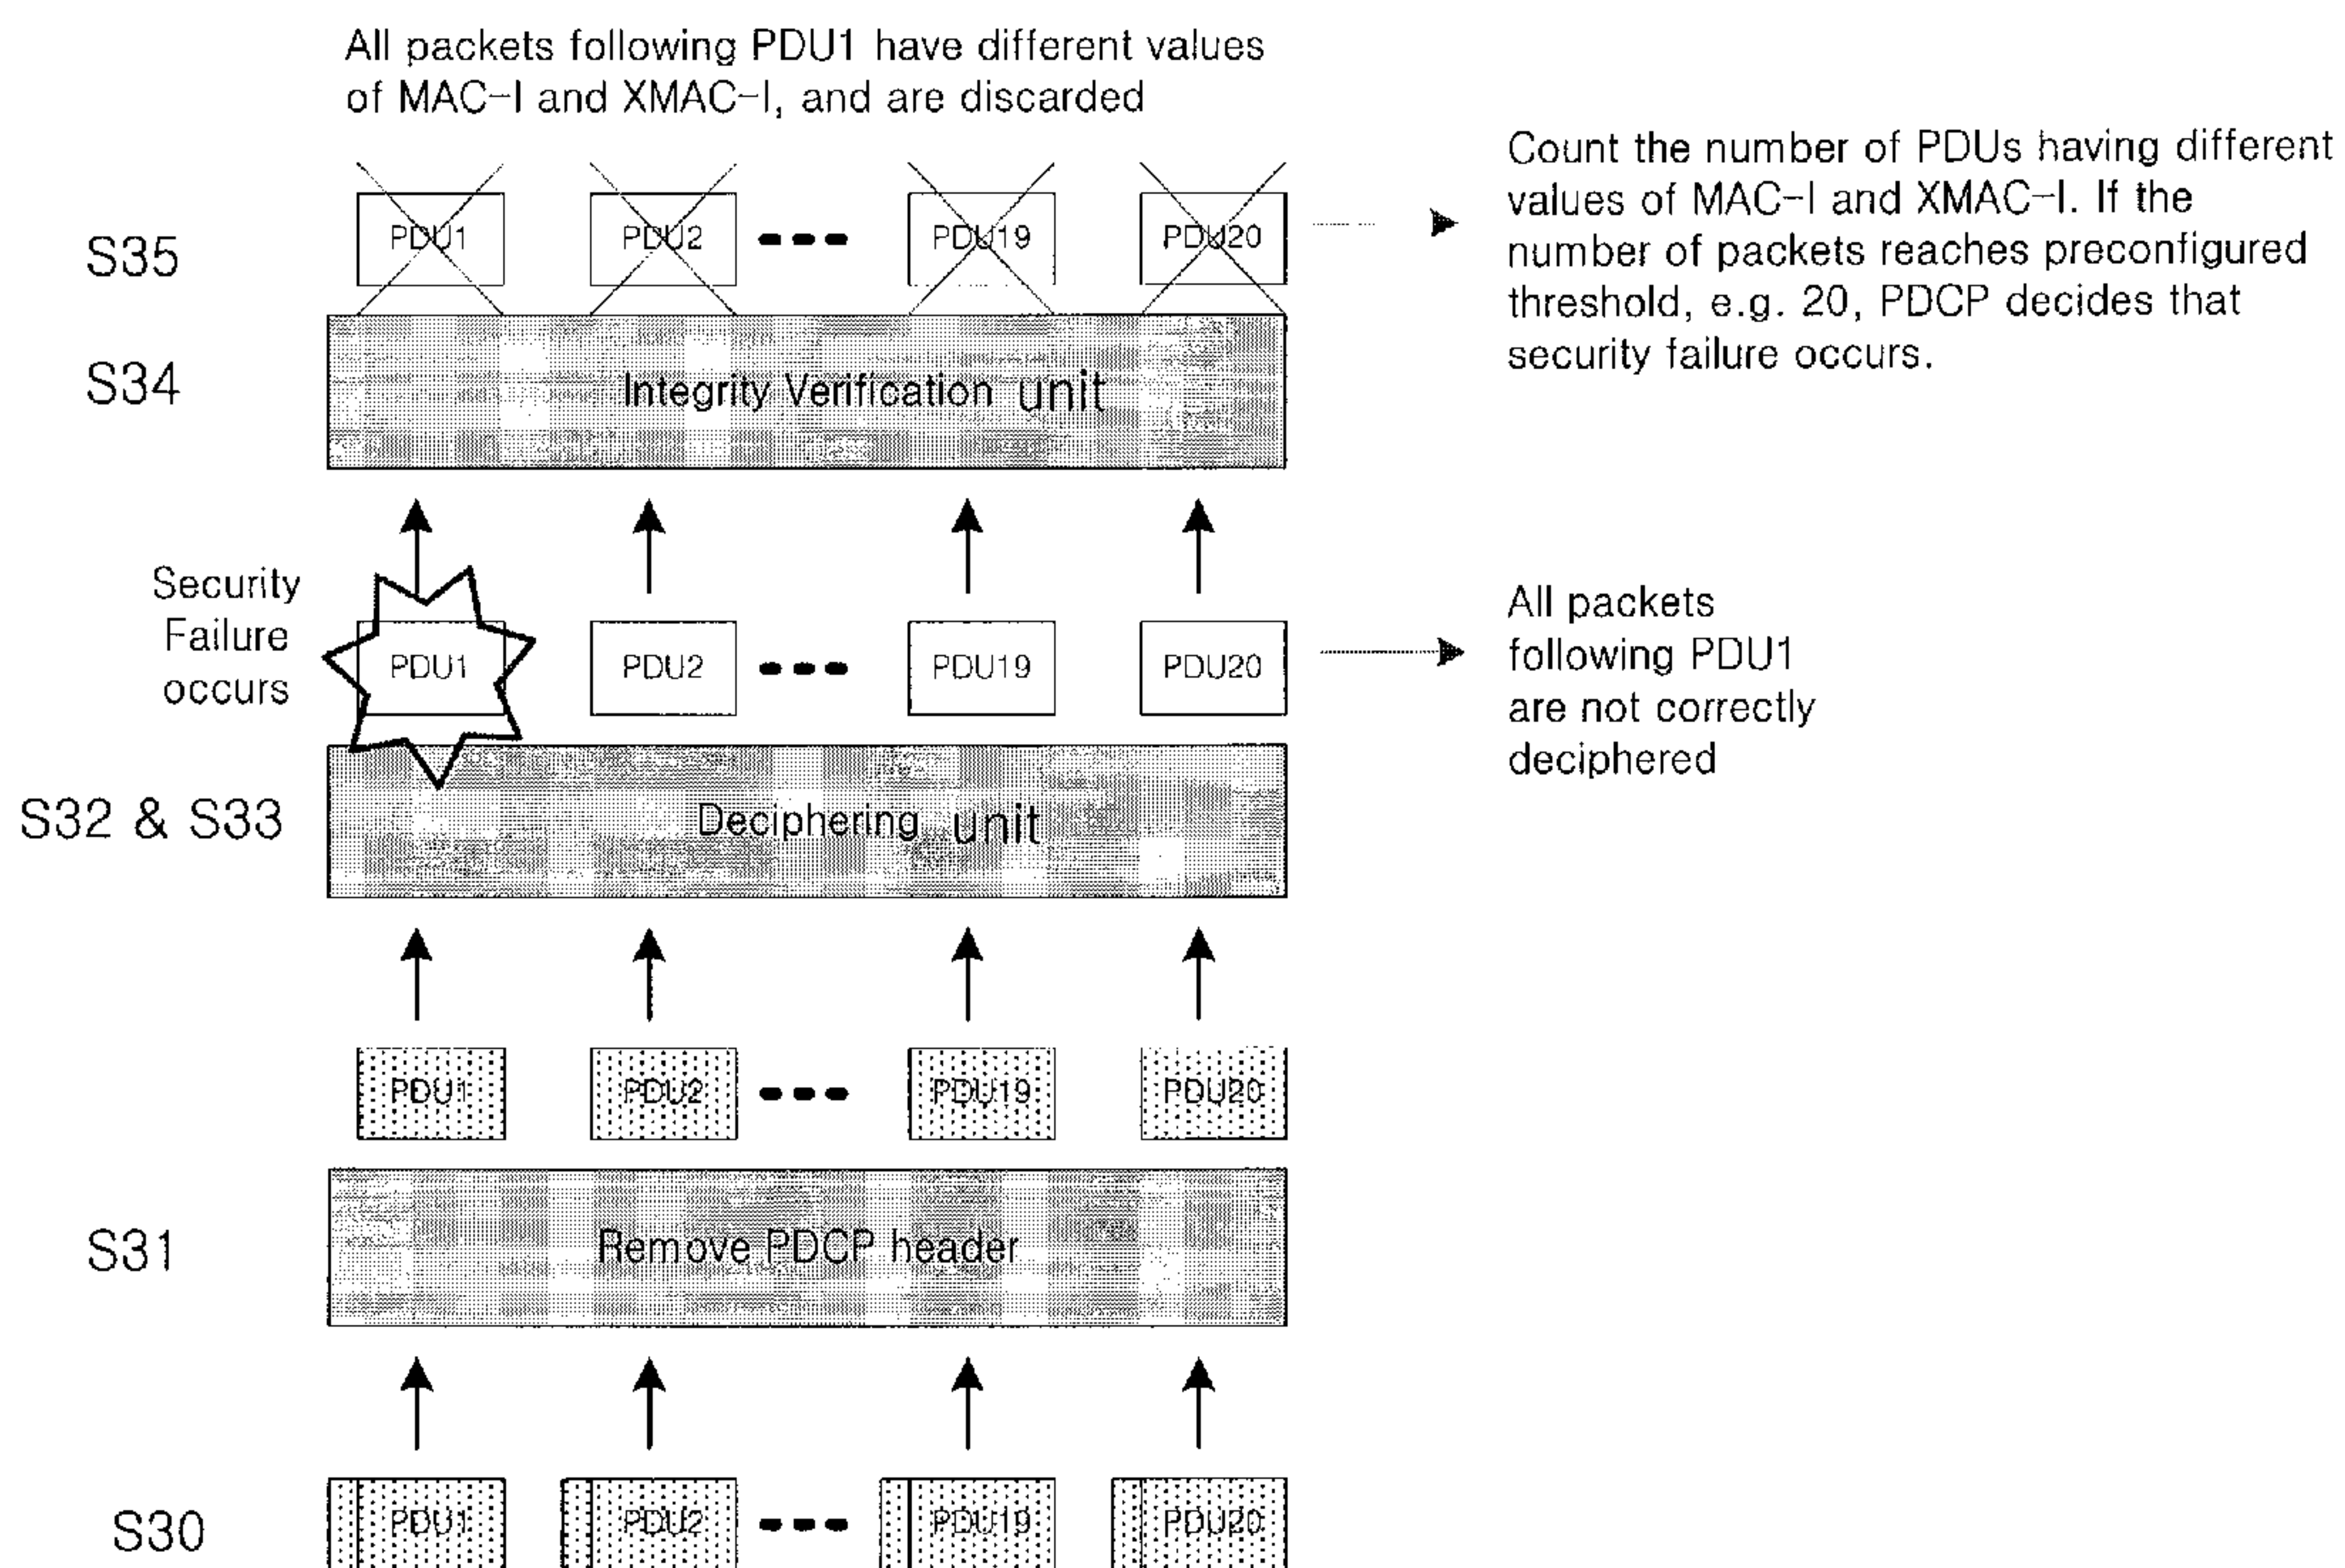 All packets following PDU1 have different values
of MAC-I and XMAC-I, and are discarded
Count the number of PDUs having different
values of MAC-I and XMAC-I. If the
number of packets reaches preconfigured
threshold, e.g. 20, PDCP decides that
security failure occurs.
S35
PDU1 PDU2 PDU19 PDU20
S34
Integrity Verification unit
Security
Failure
occurs
PDU1 PDU2 PDU19 PDU20
All packets
following PDU1
are not correctly
deciphered
S32 & S33
Deciphering unit
PDU1 PDU2 PDU19 PDU20
S31
Remove PDCP header
S30
PDU1 PDU2 PDU19 PDU20